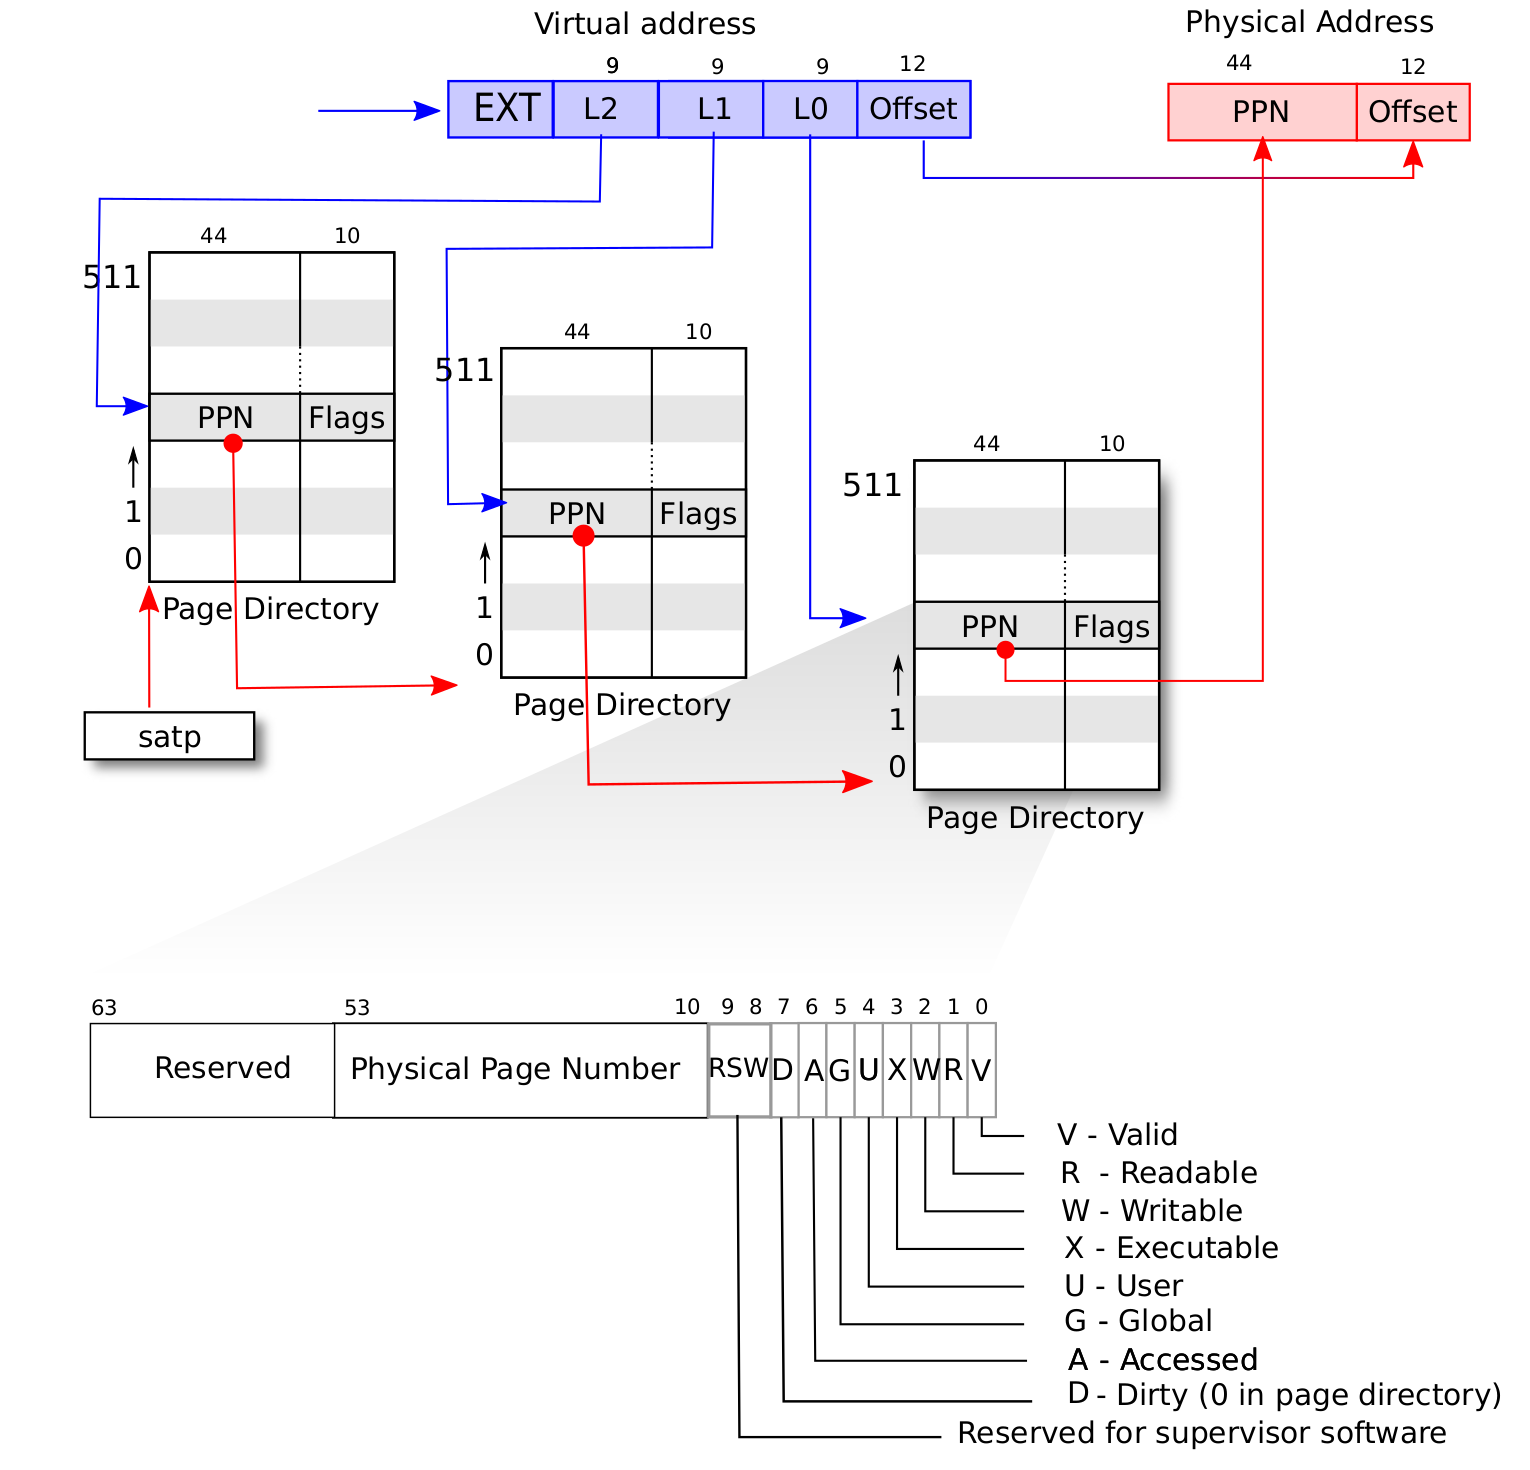 Virtual address
Physical Address
9 9 9 12
44 12
EXT L2 L1 L0 Offset
PPN Offset
44 10
511
PPN Flags
1
0
Page Directory
satp
44 10
511
PPN Flags
1
0
Page Directory
44 10
511
PPN Flags
1
0
Page Directory
63 53 10 9 8 7 6 5 4 3 2 1 0
Reserved Physical Page Number RSW D A G U X W R V
V - Valid
R - Readable
W - Writable
X - Executable
U - User
G - Global
A - Accessed
D - Dirty (0 in page directory)
Reserved for supervisor software